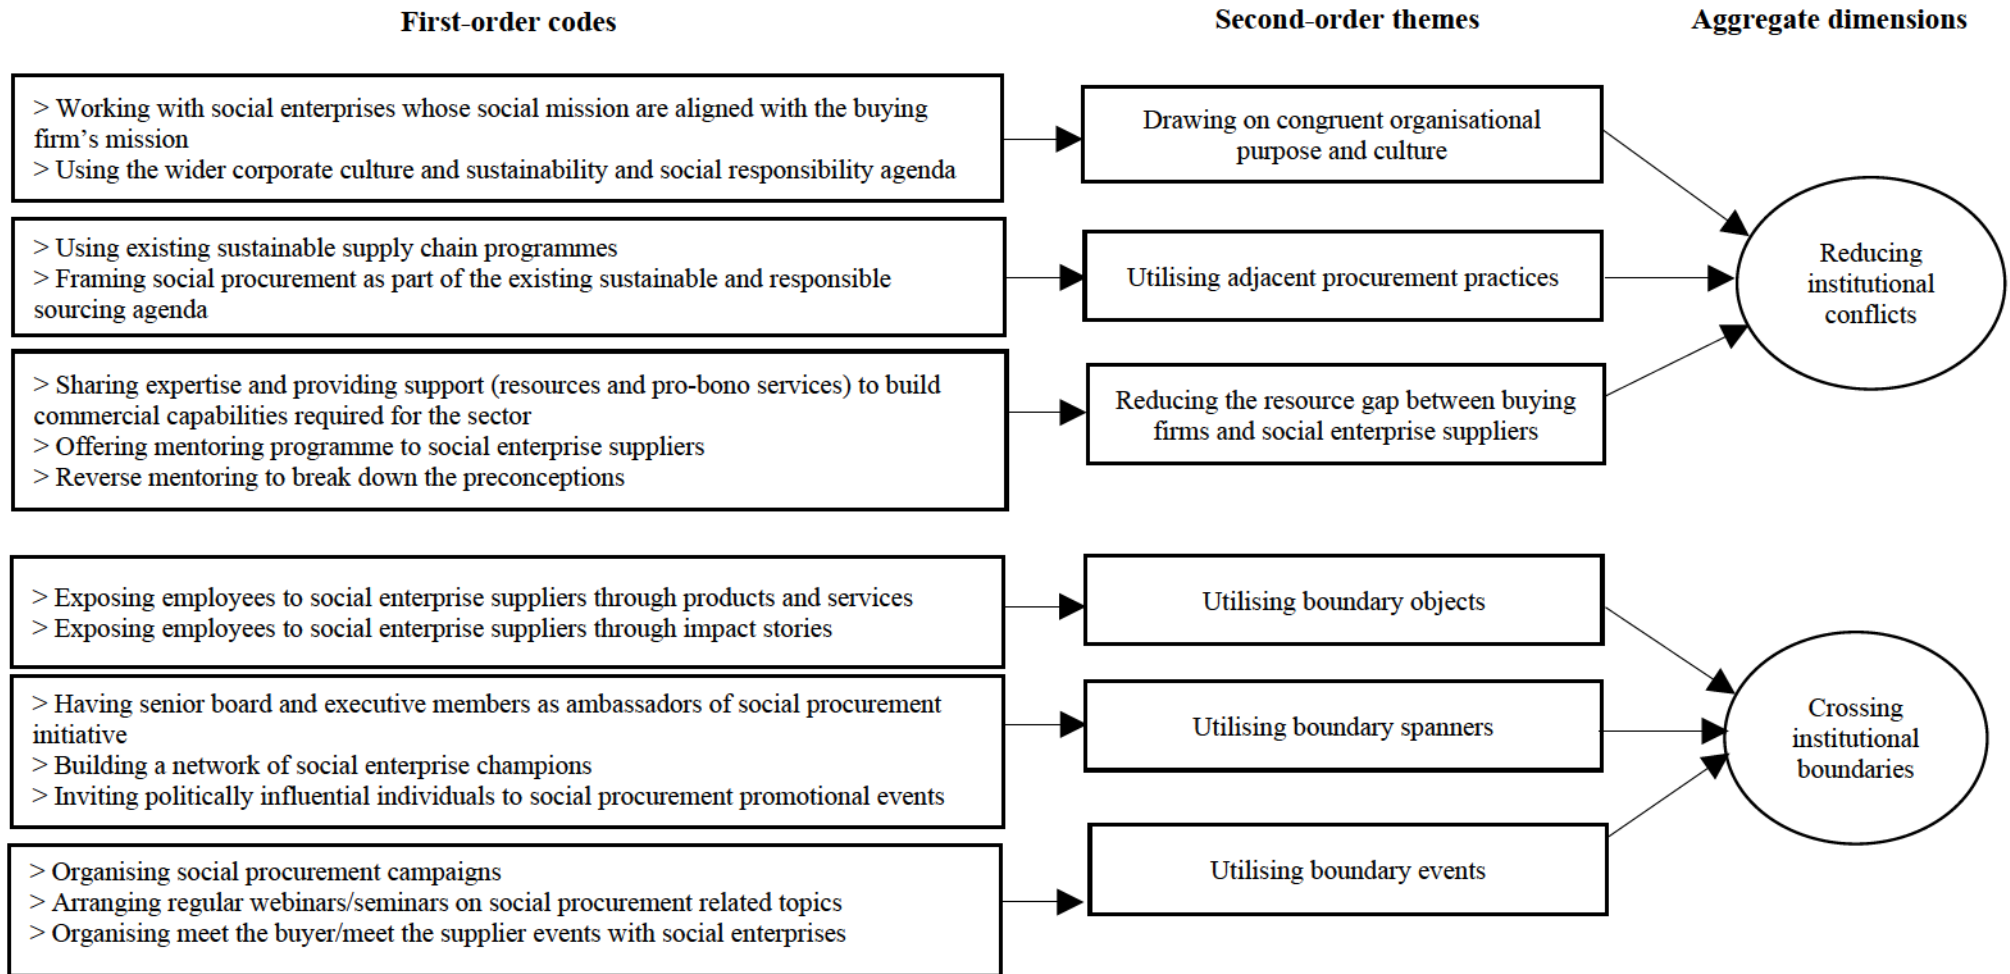 First-order codes
Second-order themes
Aggregate dimensions
> Working with social enterprises whose social mission are aligned with the buying
firm’s mission
> Using the wider corporate culture and sustainability and social responsibility agenda
Drawing on congruent organisational
purpose and culture
> Using existing sustainable supply chain programmes
> Framing social procurement as part of the existing sustainable and responsible
sourcing agenda
Utilising adjacent procurement practices
> Sharing expertise and providing support (resources and pro-bono services) to build
commercial capabilities required for the sector
> Offering mentoring programme to social enterprise suppliers
> Reverse mentoring to break down the preconceptions
Reducing the resource gap between buying
firms and social enterprise suppliers
Reducing
institutional
conflicts
> Exposing employees to social enterprise suppliers through products and services
> Exposing employees to social enterprise suppliers through impact stories
Utilising boundary objects
> Having senior board and executive members as ambassadors of social procurement
initiative
> Building a network of social enterprise champions
> Inviting politically influential individuals to social procurement promotional events
Utilising boundary spanners
> Organising social procurement campaigns
> Arranging regular webinars/seminars on social procurement related topics
> Organising meet the buyer/meet the supplier events with social enterprises
Utilising boundary events
Crossing
institutional
boundaries